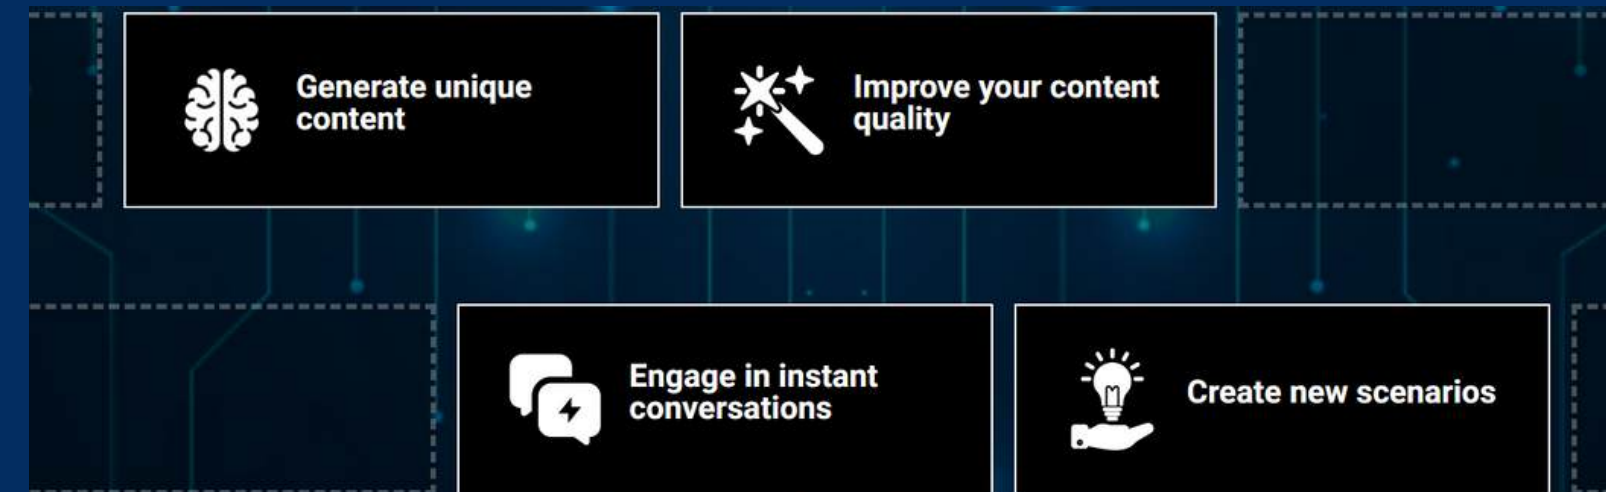 Generate unique
content
Improve your content
quality
Engage in instant
conversations
Create new scenarios